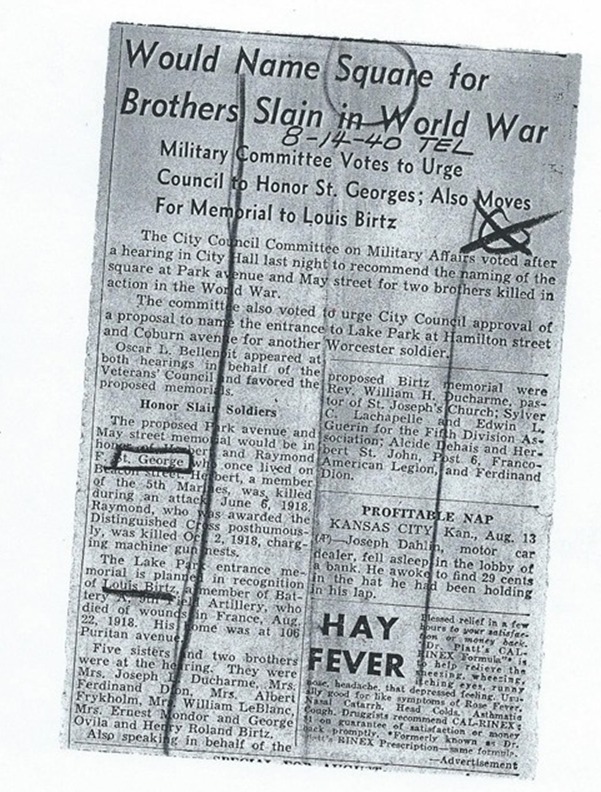 Would Name Square for
Brothers Slain in World War
8-14-40 TEL
Military Committee Votes to Urge
Council to Honor St. Georges; Also Moves
For Memorial to Louis Birtz
The City Council Committee on Military Affairs voted after
a hearing in City Hall last night to recommend the naming of the
square at Park avenue and May street for two brothers killed in
action in the World War.
The committee also voted to urge City Council approval of
a proposal to name the entrance to Lake Park at Hamilton street
and Coburn avenue for another Worcester soldier.
Oscar L. Bellenoit appeared at
both hearings in behalf of the
Veterans' Council and favored the
proposed memorials.
Honor Slain Soldiers
The proposed Park avenue and
May street memorial would be in
honor of Herbert and Raymond
F. St. George who once lived on
Beacon street. Herbert, a member
of the 5th Marines, was killed
during an attack June 6, 1918.
Raymond, who was awarded the
Distinguished Cross posthumous-
ly, was killed Oct. 2, 1918, charg-
ing machine gun nests.
The Lake Park entrance me-
morial is planned in recognition
of Louis Birtz, a member of Bat-
tery A, Field Artillery, who
died of wounds in France, Aug.
22, 1918. His home was at 106
Puritan avenue.
Five sisters and two brothers
were at the hearing. They were
Mrs. Joseph L. Ducharme, Mrs.
Ferdinand Dion, Mrs. Albert
Frykholm, Mrs. William LeBlanc,
Mrs. Ernest Mondor and George
Ovila and Henry Roland Birtz.
Also speaking in behalf of the
proposed Birtz memorial were
Rev. William H. Ducharme, pas-
tor of St. Joseph's Church; Sylver
C. Lachapelle and Edwin L.
Guerin for the Fifth Division As-
sociation; Alcide Dehais and Her-
bert St. John, Post 6, Franco-
American Legion, and Ferdinand
Dion.
PROFITABLE NAP
KANSAS CITY, Kan., Aug. 13
(AP)—Joseph Dahlin, motor car
dealer, fell asleep in the lobby of
a bank. He awoke to find 29 cents
in the hat he had been holding
in his lap.
HAY
FEVER
Blessed relief in a few
hours to your satisfac-
tion or money back.
"Dr. Platt's CAL-
RINEX Formula"* is
to help relieve the
sneezing, wheezing,
itching eyes, runny
nose, headache, that depressed feeling. Usu-
ally good for like symptoms of Rose Fever,
Nasal Catarrh, Head Colds, Asthmatic
Cough. Druggists recommend CAL-RINEX
on guarantee of satisfaction or money
back promptly. *Formerly known as Dr.
Platt's RINEX Prescription—same formula.
—Advertisement